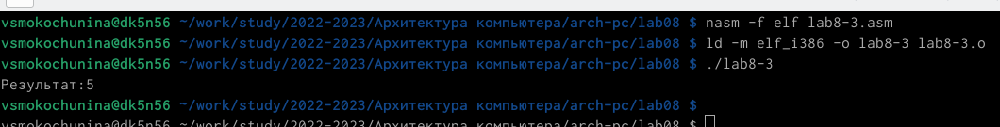 vsmokochunina@dk5n56 ~/work/study/2022-2023/Архитектура компьютера/arch-pc/lab08 $ nasm -f elf lab8-3.asm
vsmokochunina@dk5n56 ~/work/study/2022-2023/Архитектура компьютера/arch-pc/lab08 $ ld -m elf_i386 -o lab8-3 lab8-3.o
vsmokochunina@dk5n56 ~/work/study/2022-2023/Архитектура компьютера/arch-pc/lab08 $ ./lab8-3
Результат:5
vsmokochunina@dk5n56 ~/work/study/2022-2023/Архитектура компьютера/arch-pc/lab08 $
vsmokochunina@dk5n56 ~/work/study/2022-2023/Архитектура компьютера/arch-pc/lab08 $